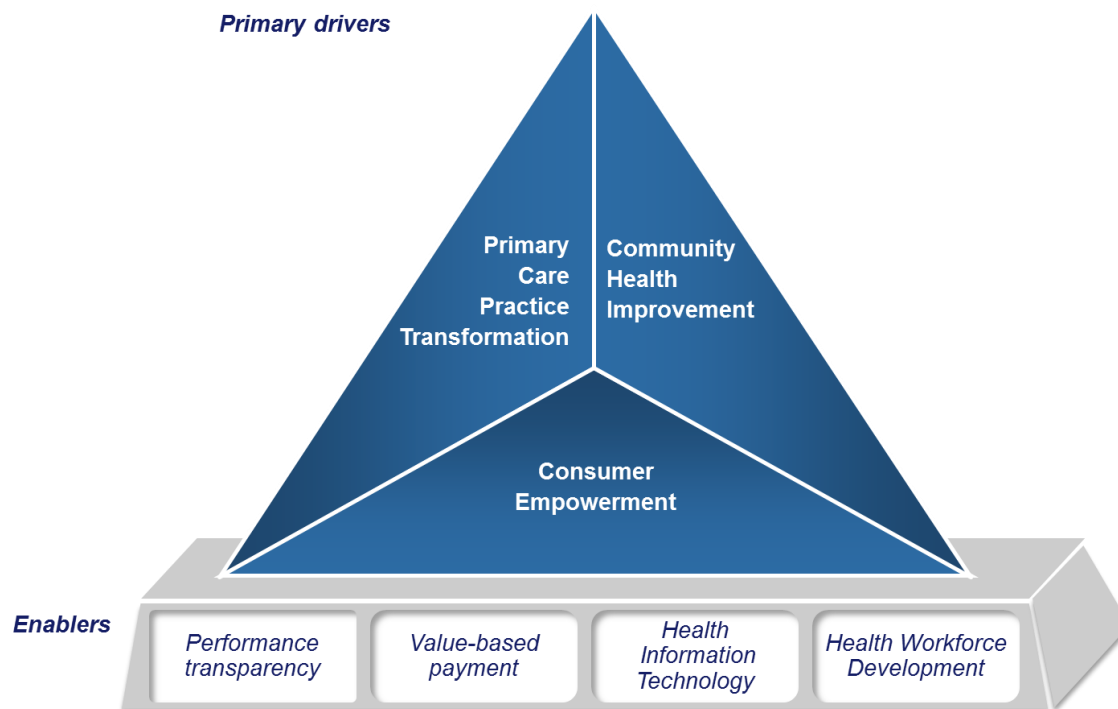 Primary drivers
Primary
Care
Practice
Transformation
Community
Health
Improvement
Consumer
Empowerment
Enablers
Performance
transparency
Value-based
payment
Health
Information
Technology
Health Workforce
Development